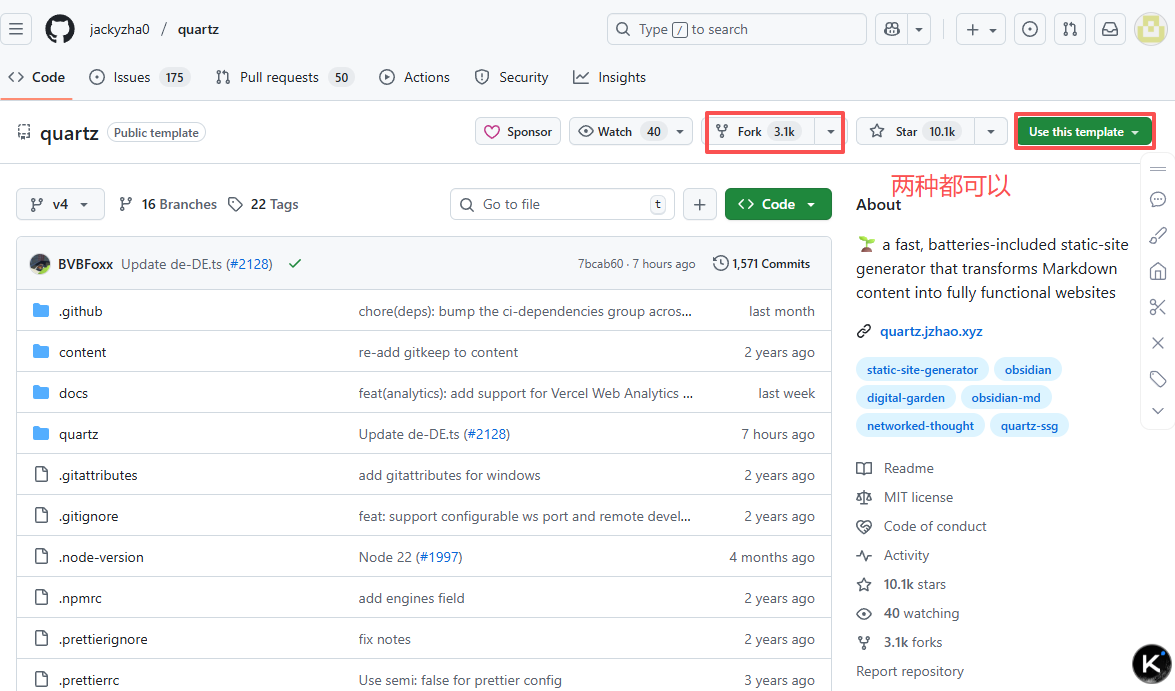 jackyzha0 / quartz
Type / to search
Code
Issues 175
Pull requests 50
Actions
Security
Insights
quartz Public template
Sponsor
Watch 40
Fork 3.1k
Star 10.1k
Use this template
两种都可以
v4
16 Branches
22 Tags
Go to file t
Code
About
a fast, batteries-included static-site
generator that transforms Markdown
content into fully functional websites
quartz.jzhao.xyz
static-site-generator obsidian
digital-garden obsidian-md
networked-thought quartz-ssg
Readme
MIT license
Code of conduct
Activity
10.1k stars
40 watching
3.1k forks
Report repository
BVBFoxx Update de-DE.ts (#2128) 7bcab60 · 7 hours ago 1,571 Commits
.github chore(deps): bump the ci-dependencies group acros... last month
content re-add gitkeep to content 2 years ago
docs feat(analytics): add support for Vercel Web Analytics ... last week
quartz Update de-DE.ts (#2128) 7 hours ago
.gitattributes add gitattributes for windows 2 years ago
.gitignore feat: support configurable ws port and remote devel... 2 years ago
.node-version Node 22 (#1997) 4 months ago
.npmrc add engines field 2 years ago
.prettierignore fix notes 2 years ago
.prettierrc Use semi: false for prettier config 3 years ago
K